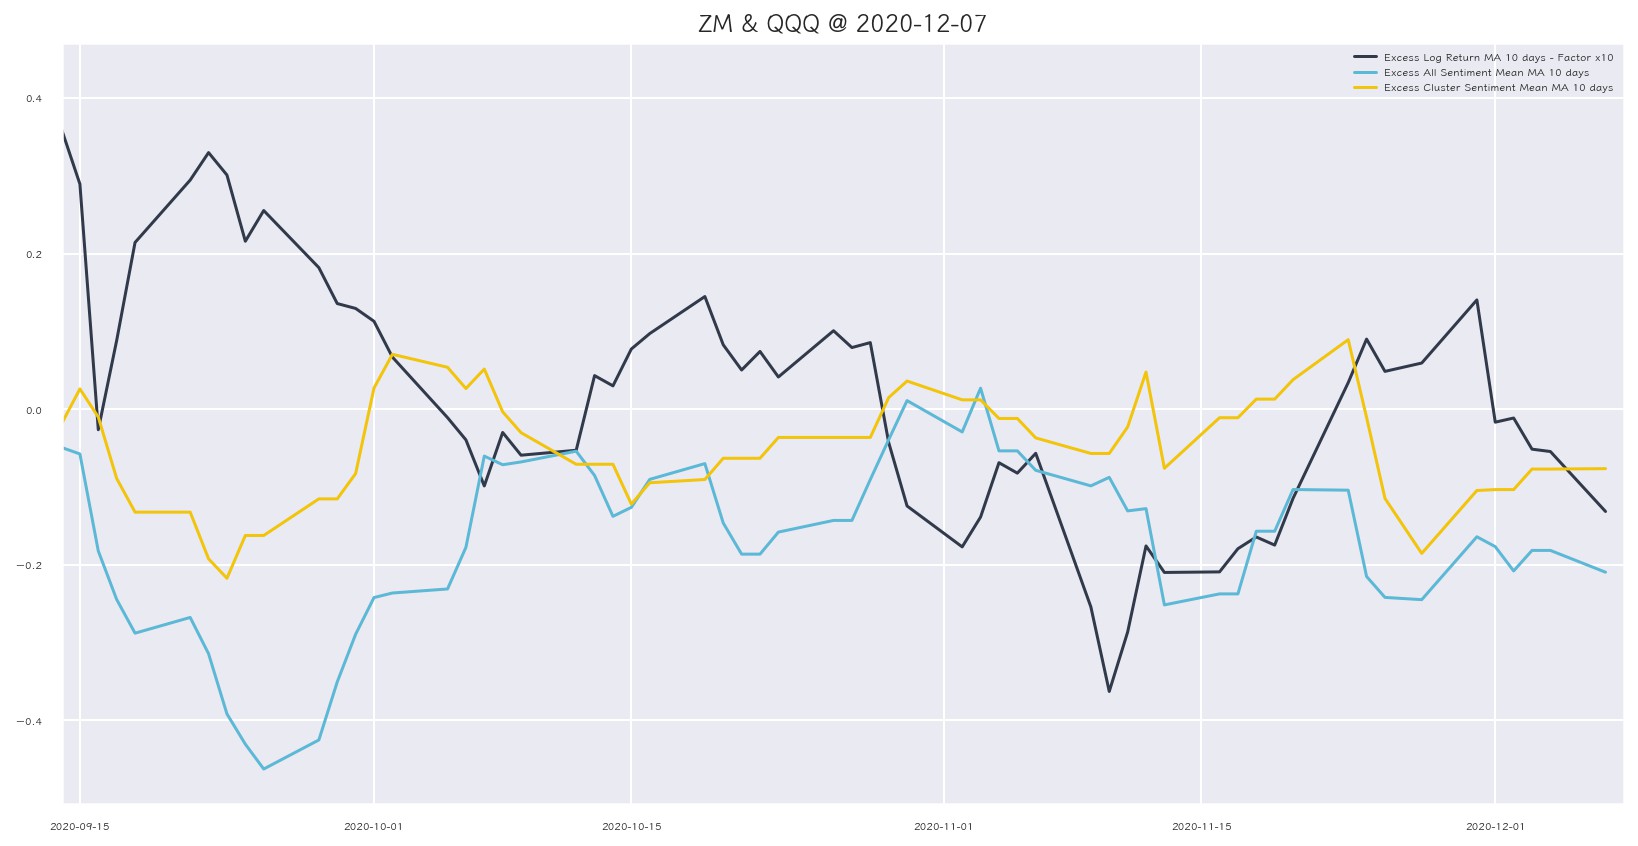 ZM & QQQ @ 2020-12-07
Excess Log Return MA 10 days - Factor x10
Excess All Sentiment Mean MA 10 days
Excess Cluster Sentiment Mean MA 10 days
0.4
0.2
0.0
−0.2
−0.4
2020-09-15
2020-10-01
2020-10-15
2020-11-01
2020-11-15
2020-12-01